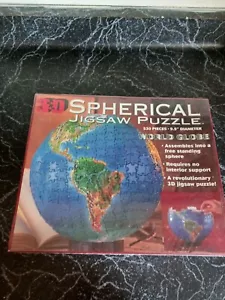 3D SPHERICAL
JIGSAW PUZZLE
530 PIECES • 9.5" DIAMETER
WORLD GLOBE
• Assembles into a
free standing
sphere
• Requires no
interior support
• A revolutionary
3D jigsaw puzzle!